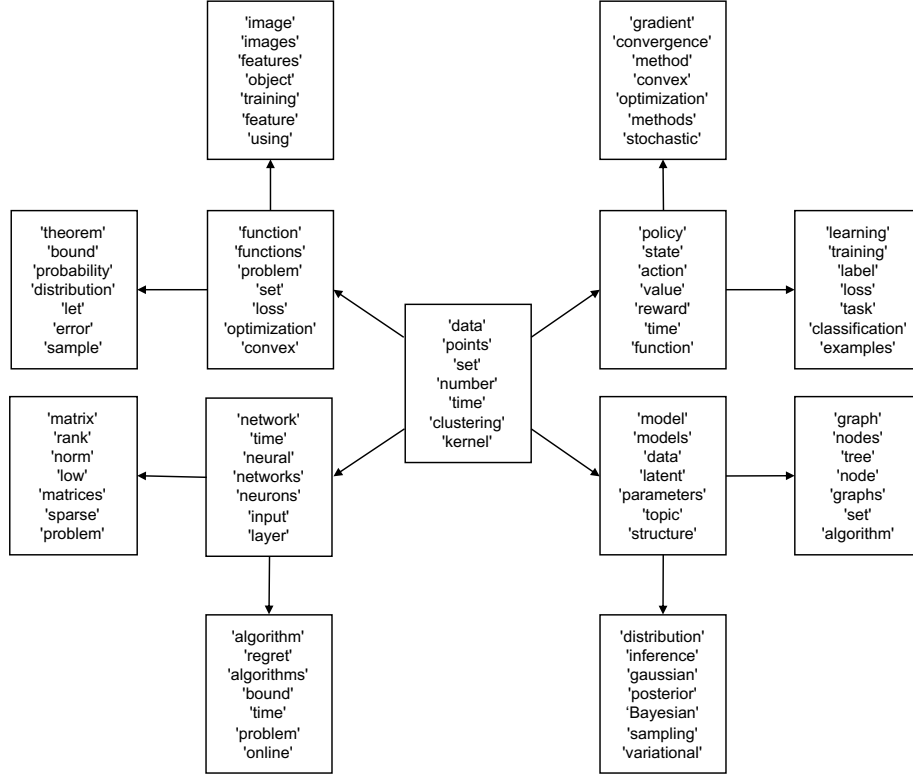 'image'
'images'
'features'
'object'
'training'
'feature'
'using'
'gradient'
'convergence'
'method'
'convex'
'optimization'
'methods'
'stochastic'
'theorem'
'bound'
'probability'
'distribution'
'let'
'error'
'sample'
'function'
'functions'
'problem'
'set'
'loss'
'optimization'
'convex'
'policy'
'state'
'action'
'value'
'reward'
'time'
'function'
'learning'
'training'
'label'
'loss'
'task'
'classification'
'examples'
'data'
'points'
'set'
'number'
'time'
'clustering'
'kernel'
'matrix'
'rank'
'norm'
'low'
'matrices'
'sparse'
'problem'
'network'
'time'
'neural'
'networks'
'neurons'
'input'
'layer'
'model'
'models'
'data'
'latent'
'parameters'
'topic'
'structure'
'graph'
'nodes'
'tree'
'node'
'graphs'
'set'
'algorithm'
'algorithm'
'regret'
'algorithms'
'bound'
'time'
'problem'
'online'
'distribution'
'inference'
'gaussian'
'posterior'
‘Bayesian'
'sampling'
'variational'